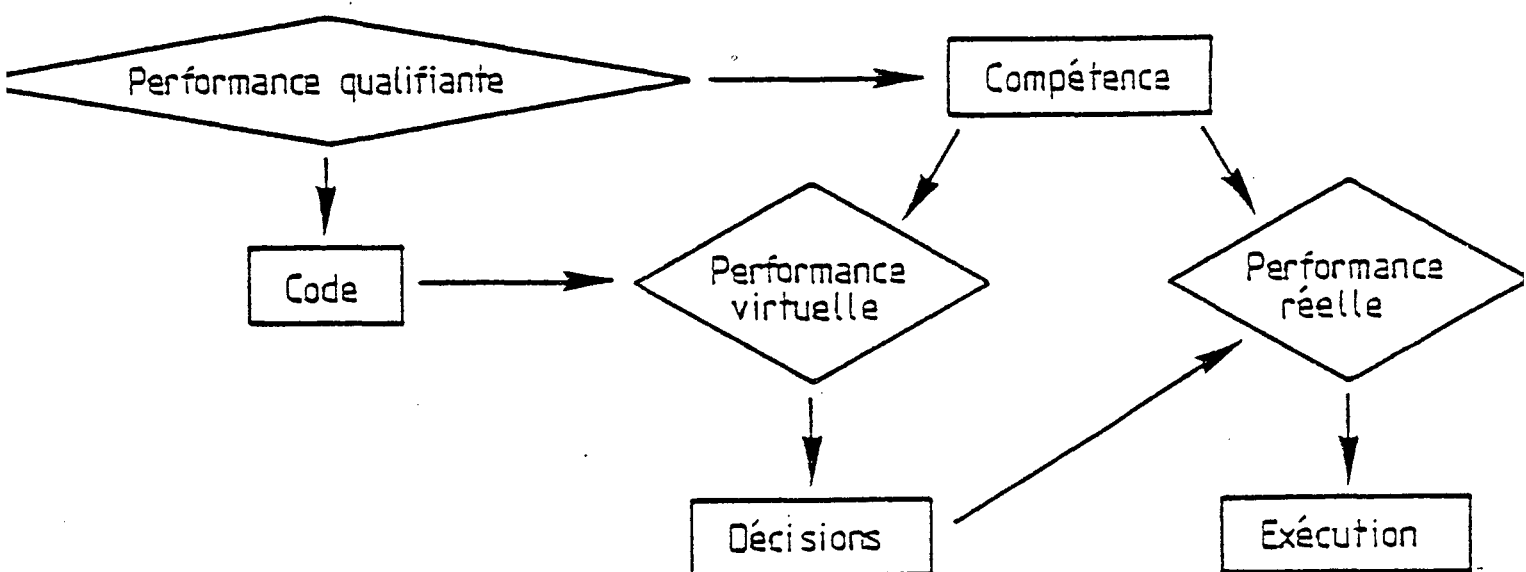 Performance qualifiante
Compétence
Code
Performance
virtuelle
Performance
réelle
Décisions
Exécution